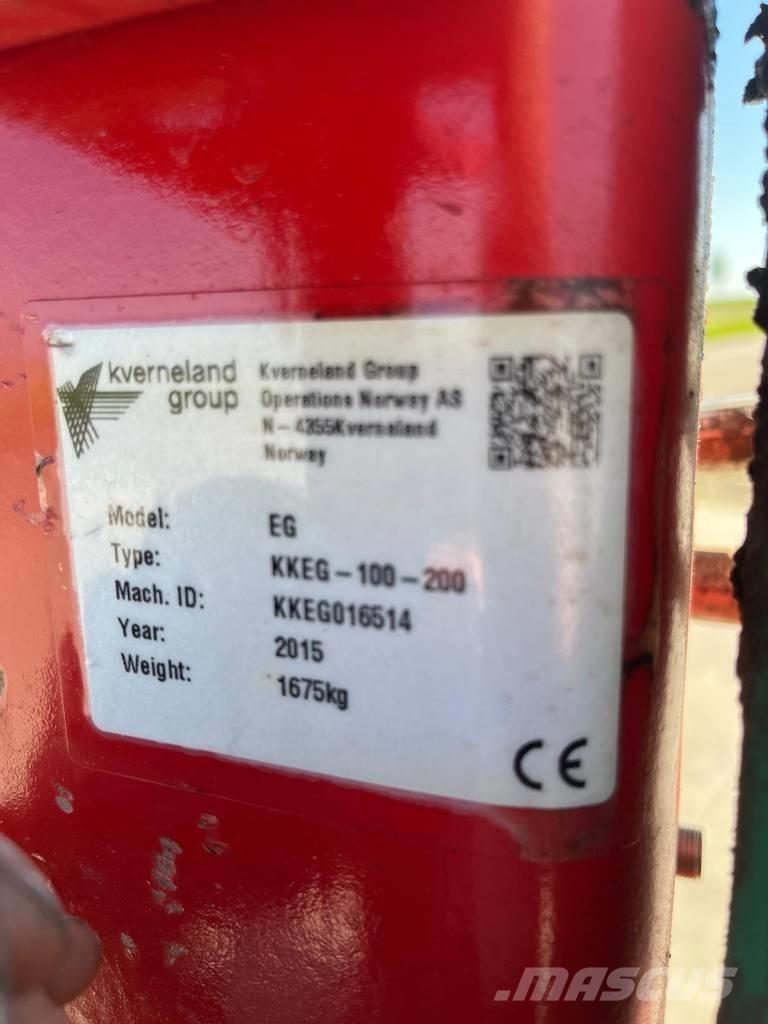 kverneland
group
Kverneland Group
Operations Norway AS
N-4355Kvernaland
Norway
Model: EG
Type: KKEG-100-200
Mach. ID: KKEG016514
Year: 2015
Weight: 1675kg
CE
MASCUS